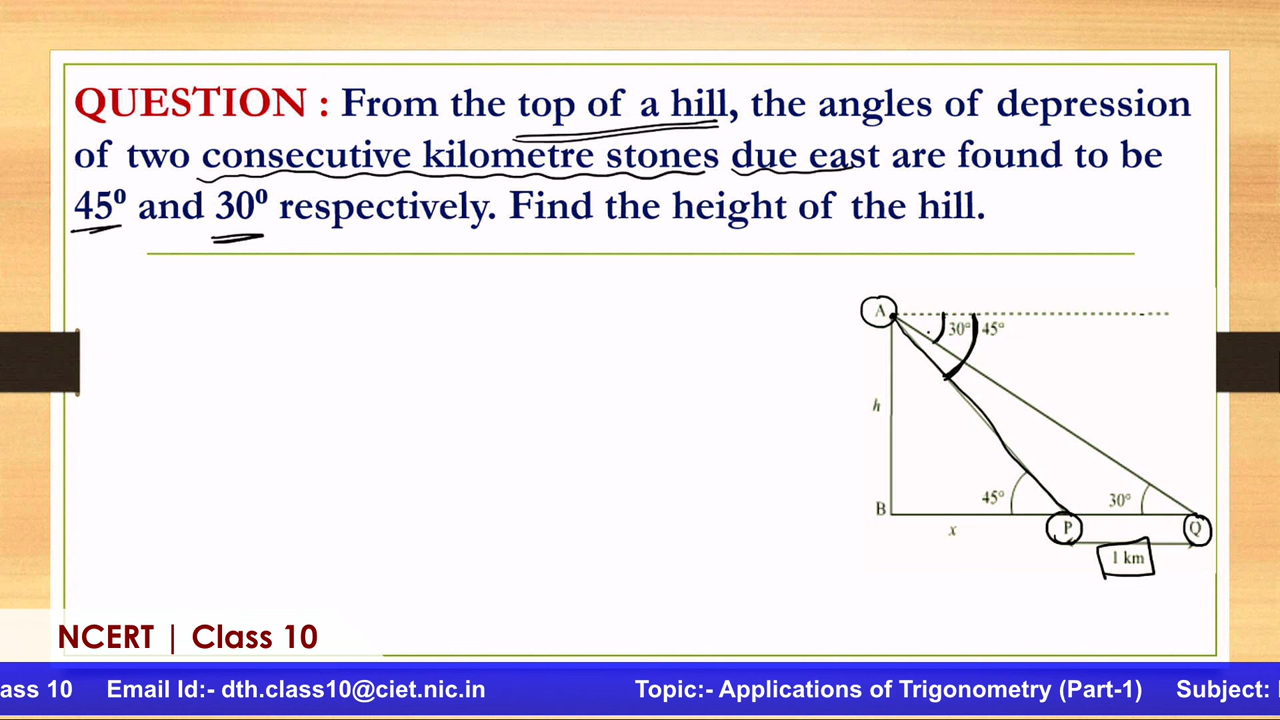 QUESTION : From the top of a hill, the angles of depression
of two consecutive kilometre stones due east are found to be
45⁰ and 30⁰ respectively. Find the height of the hill.
A
30° 45°
h
45° 30°
B
x
P Q
1 km
NCERT | Class 10
ass 10 Email Id:- dth.class10@ciet.nic.in Topic:- Applications of Trigonometry (Part-1) Subject: